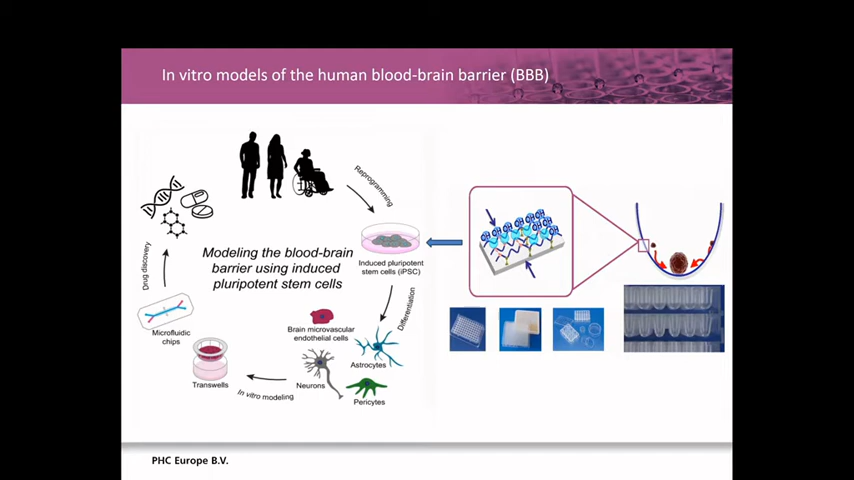 In vitro models of the human blood-brain barrier (BBB)
Reprogramming
Modeling the blood-brain
barrier using induced
pluripotent stem cells
Induced pluripotent
stem cells (iPSC)
Drug discovery
Differentiation
Microfluidic
chips
Brain microvascular
endothelial cells
Astrocytes
Transwells
Neurons
In vitro modeling
Pericytes
PHC Europe B.V.